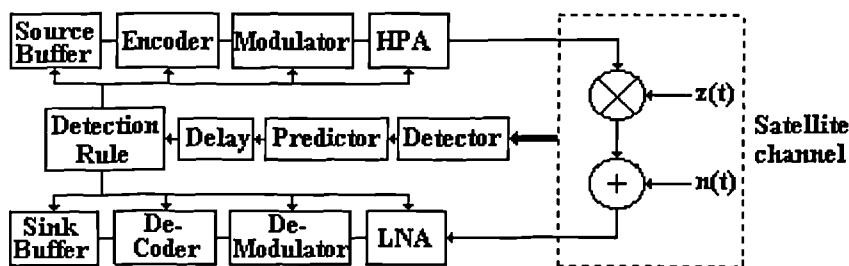 Source
Buffer
Encoder
Modulator
HPA
z(t)
Detection
Rule
Delay
Predictor
Detector
Satellite
channel
n(t)
Sink
Buffer
De-
Coder
De-
Modulator
LNA